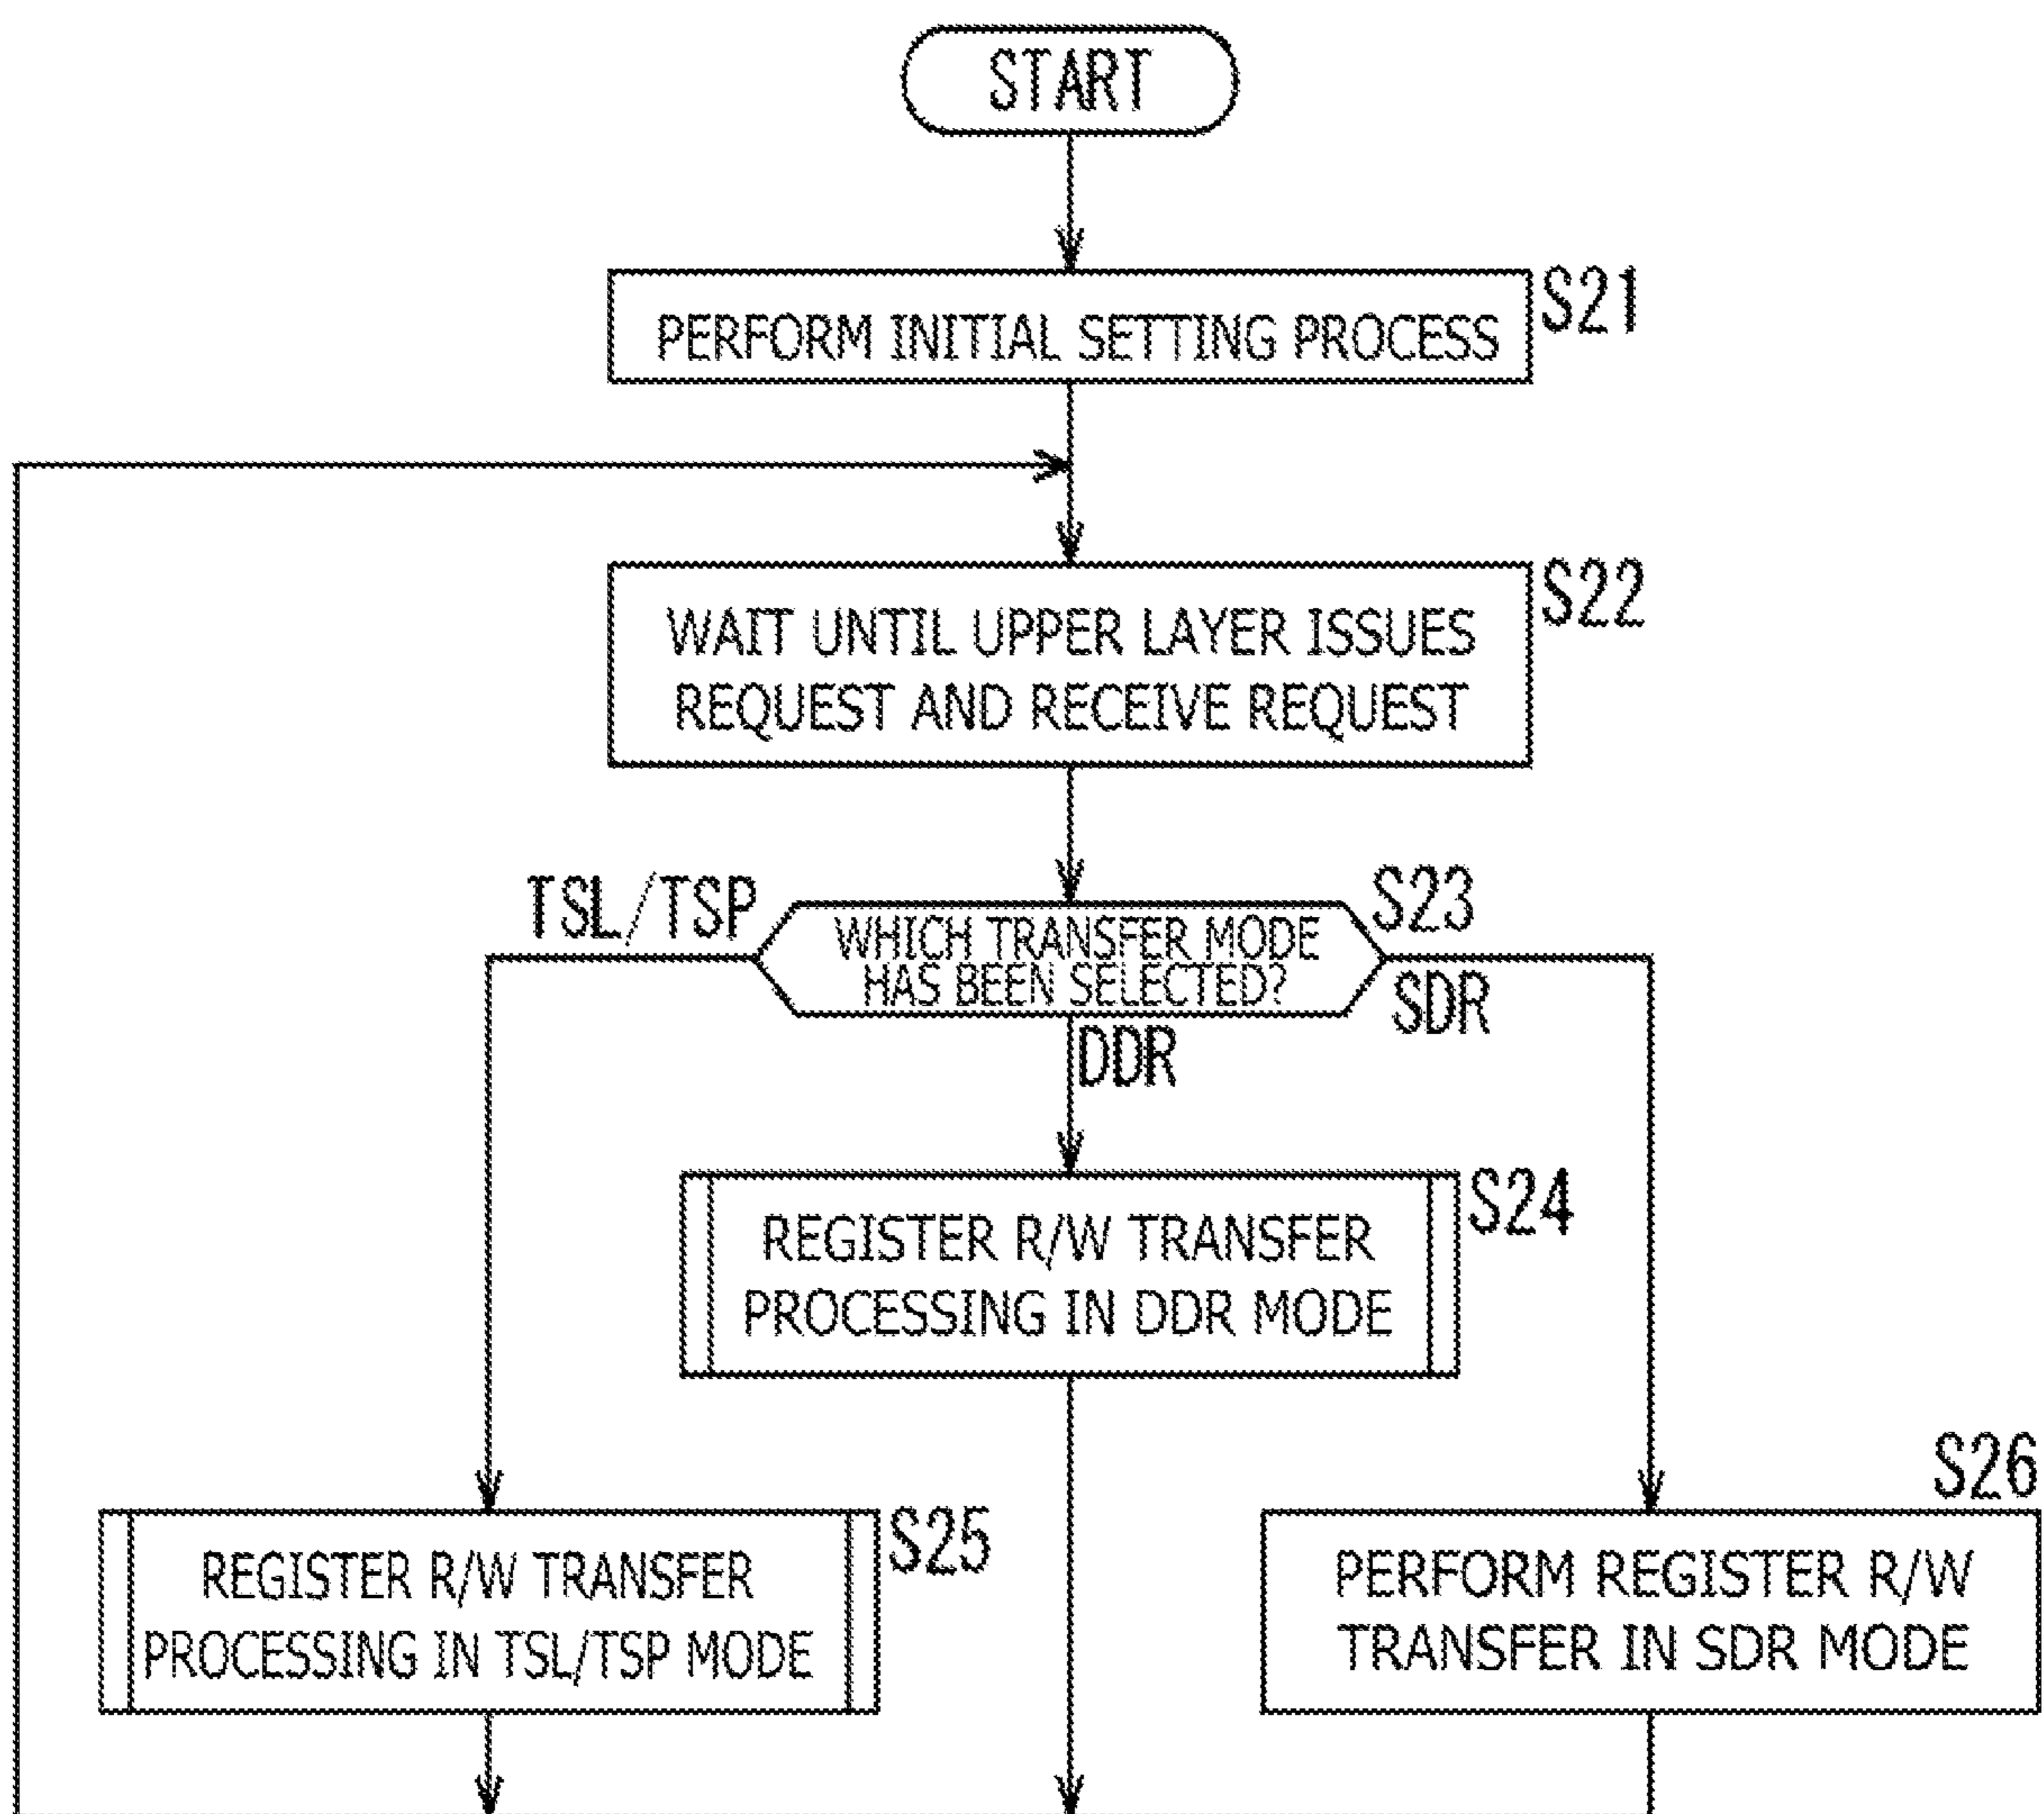 START
PERFORM INITIAL SETTING PROCESS
S21
WAIT UNTIL UPPER LAYER ISSUES
REQUEST AND RECEIVE REQUEST
S22
TSL/TSP
WHICH TRANSFER MODE
HAS BEEN SELECTED?
S23
SDR
DDR
REGISTER R/W TRANSFER
PROCESSING IN DDR MODE
S24
REGISTER R/W TRANSFER
PROCESSING IN TSL/TSP MODE
S25
S26
PERFORM REGISTER R/W
TRANSFER IN SDR MODE